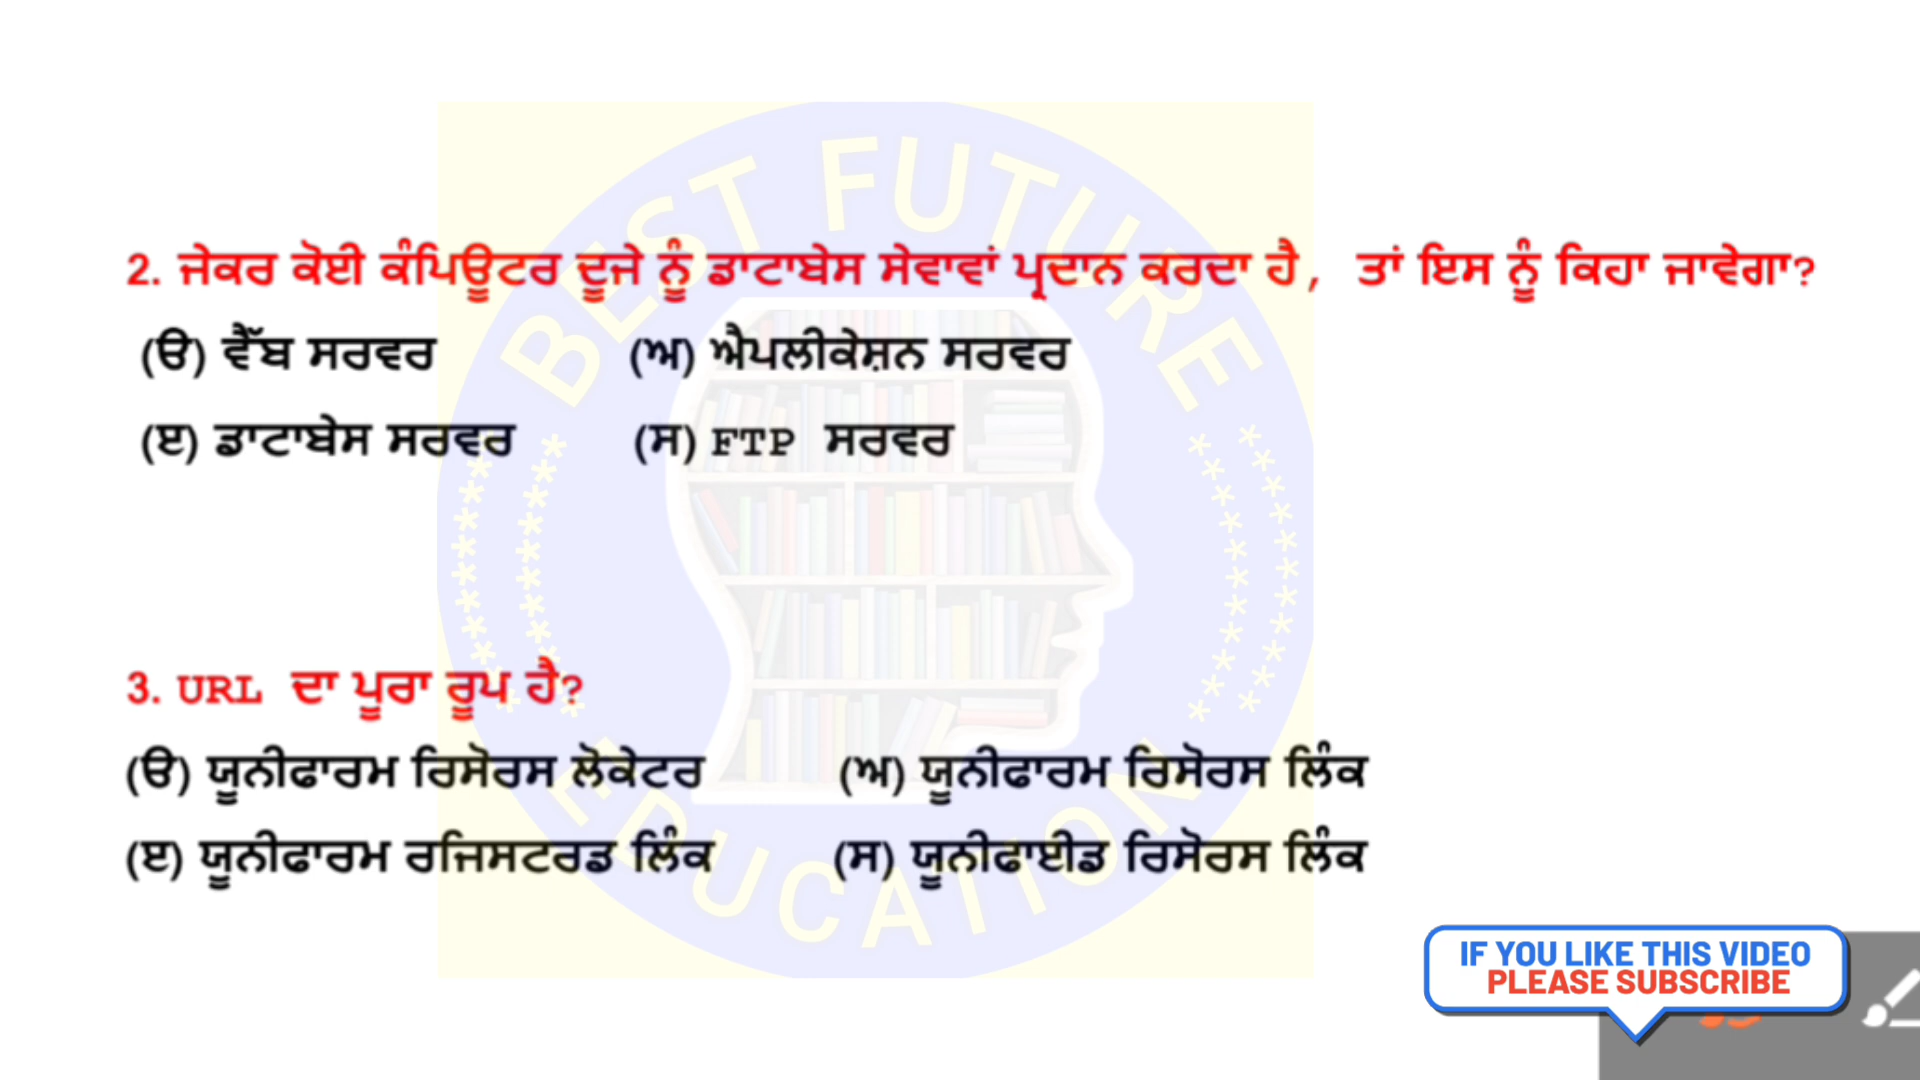 BEST FUTURE
2. ਜੇਕਰ ਕੋਈ ਕੰਪਿਊਟਰ ਦੂਜੇ ਨੂੰ ਡਾਟਾਬੇਸ ਸੇਵਾਵਾਂ ਪ੍ਰਦਾਨ ਕਰਦਾ ਹੈ, ਤਾਂ ਇਸ ਨੂੰ ਕਿਹਾ ਜਾਵੇਗਾ?
(ੳ) ਵੈੱਬ ਸਰਵਰ (ਅ) ਐਪਲੀਕੇਸ਼ਨ ਸਰਵਰ
(ੲ) ਡਾਟਾਬੇਸ ਸਰਵਰ (ਸ) FTP ਸਰਵਰ
3. URL ਦਾ ਪੂਰਾ ਰੂਪ ਹੈ?
(ੳ) ਯੂਨੀਫਾਰਮ ਰਿਸੋਰਸ ਲੋਕੇਟਰ (ਅ) ਯੂਨੀਫਾਰਮ ਰਿਸੋਰਸ ਲਿੰਕ
(ੲ) ਯੂਨੀਫਾਰਮ ਰਜਿਸਟਰਡ ਲਿੰਕ (ਸ) ਯੂਨੀਫਾਈਡ ਰਿਸੋਰਸ ਲਿੰਕ
EDUCATION
IF YOU LIKE THIS VIDEO
PLEASE SUBSCRIBE